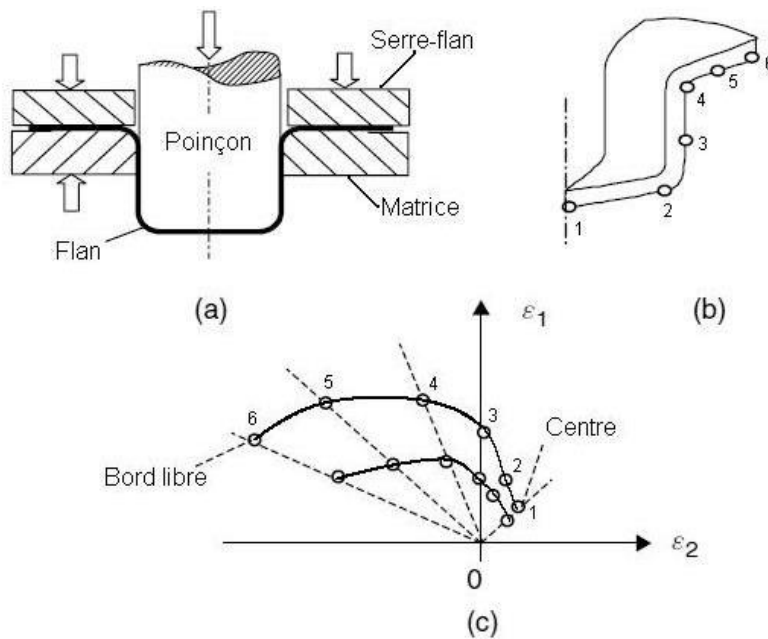 Serre-flan
Poinçon
Matrice
Flan
(a)
1
2
3
4
5
6
(b)
ε1
6
5
4
3
2
1
Centre
Bord libre
ε2
0
(c)